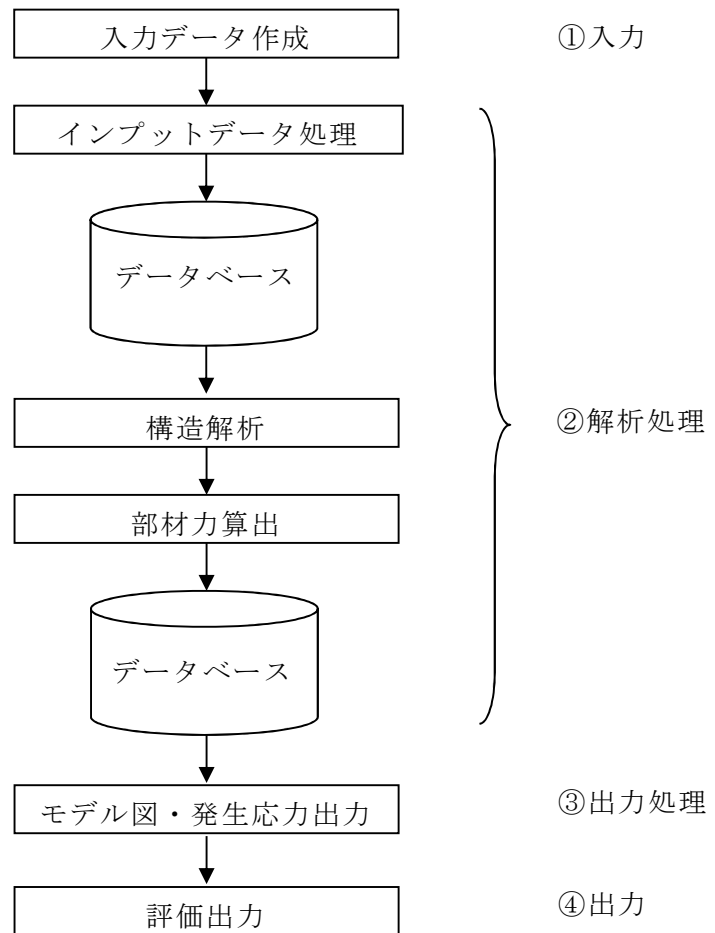 入力データ作成
①入力
インプットデータ処理
データベース
構造解析
②解析処理
部材力算出
データベース
モデル図・発生応力出力
③出力処理
評価出力
④出力